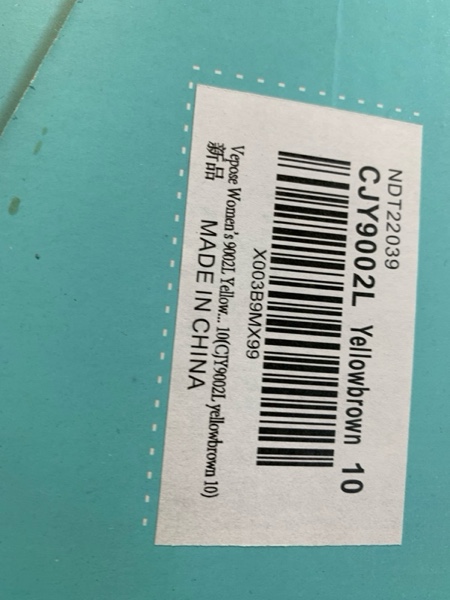 NDT22039
CJY9002L Yellowbrown 10
X003B9MX99
Vepose Women's 9002L Yellow... 10(CJY9002L yellowbrown 10)
新品
MADE IN CHINA